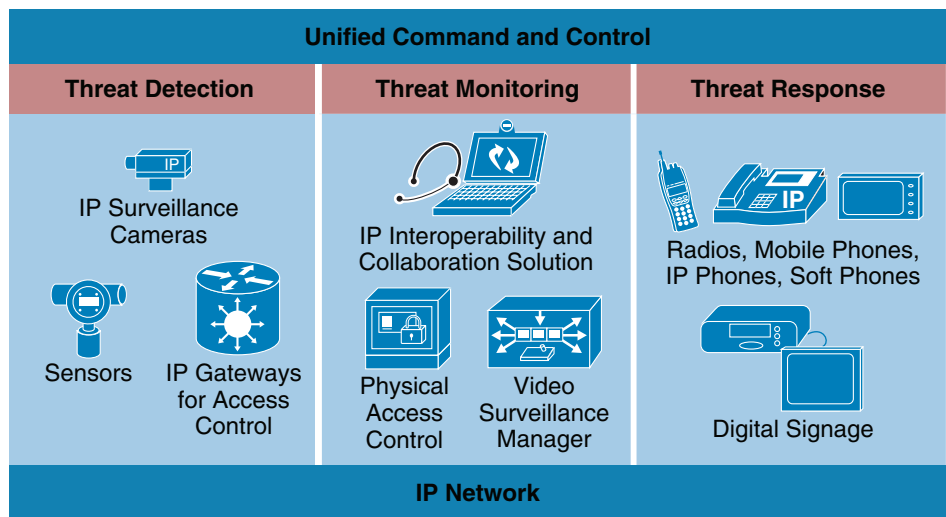 Unified Command and Control
Threat Detection
IP
IP Surveillance
Cameras
Sensors
IP Gateways
for Access
Control
Threat Monitoring
IP Interoperability and
Collaboration Solution
Physical
Access
Control
Video
Surveillance
Manager
Threat Response
IP
Radios, Mobile Phones,
IP Phones, Soft Phones
Digital Signage
IP Network